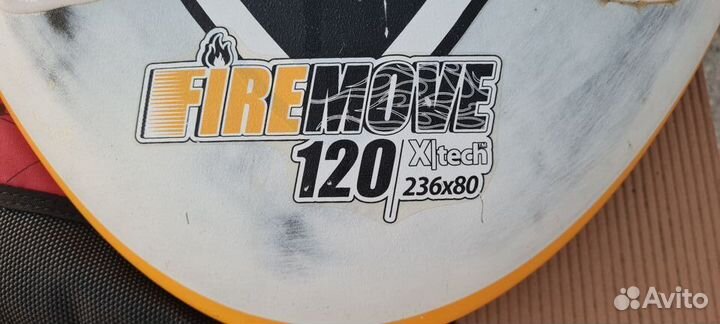 FIREMOVE
120 X|tech™
236x80
Avito